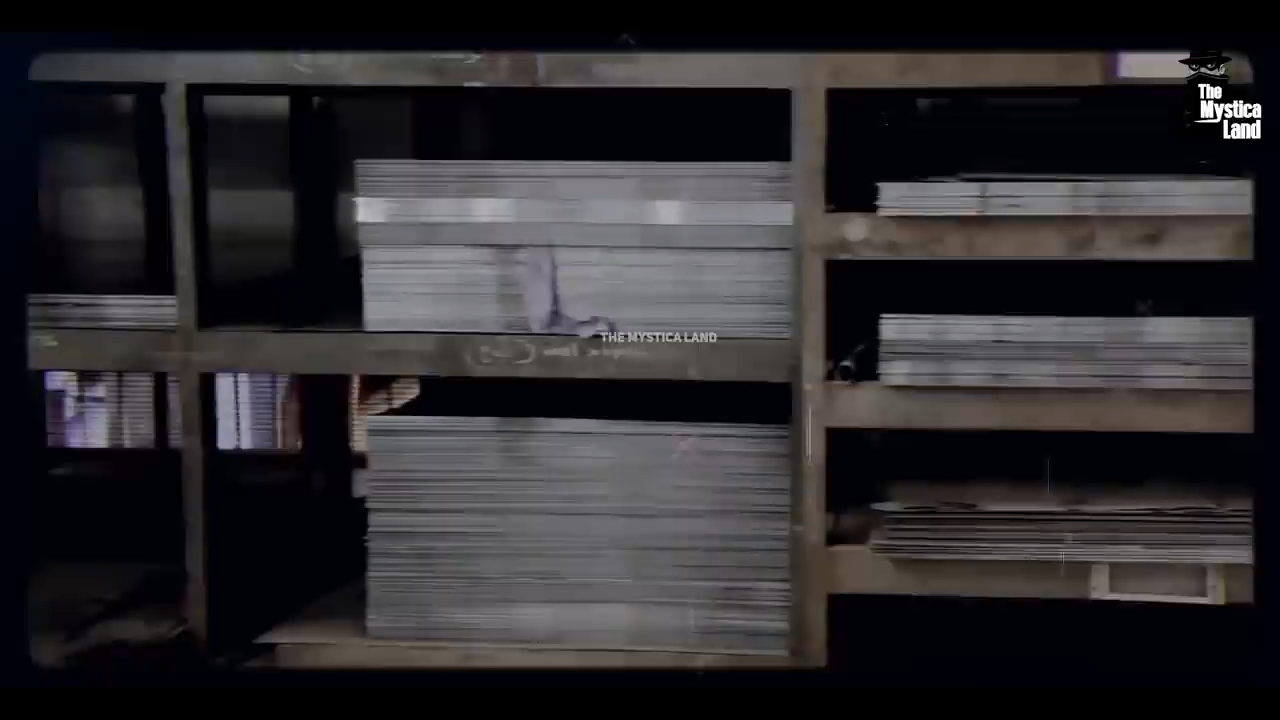 The
Mystica
Land
THE MYSTICA LAND